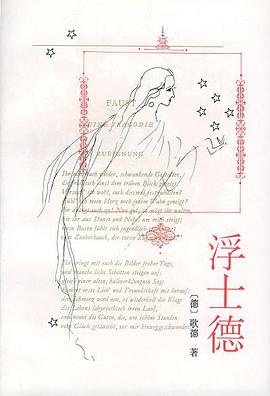 FAUST
EINE TRAGÖDIE
ZUEIGNUNG
Ihr naht euch wieder, schwankende Gestalten,
die früh sich einst dem trüben Blick gezeigt.
Versuch ich wohl, euch diesmal festzuhalten?
Fühl ich mein Herz noch jenem Wahn geneigt?
Ihr drängt euch zu! Nun gut, so mögt ihr walten,
wie ihr aus Dunst und Nebel um mich steigt;
mein Busen fühlt sich jugendlich
vom Zauberhauch, der euren
Ihr bringt mit euch die Bilder froher Tage,
und manche liebe Schatten steigen auf;
gleich einer alten, halbverklungnen Sage
kommt erste Lieb' und Freundschaft mit herauf;
der Schmerz wird neu, es wiederholt die Klage
des Lebens labyrinthisch irren Lauf,
und nennt die Guten, die, um schöne Stunden
vom Glück getäuscht, vor mir hinweggeschwunden.
浮士德
〔德〕歌德 著